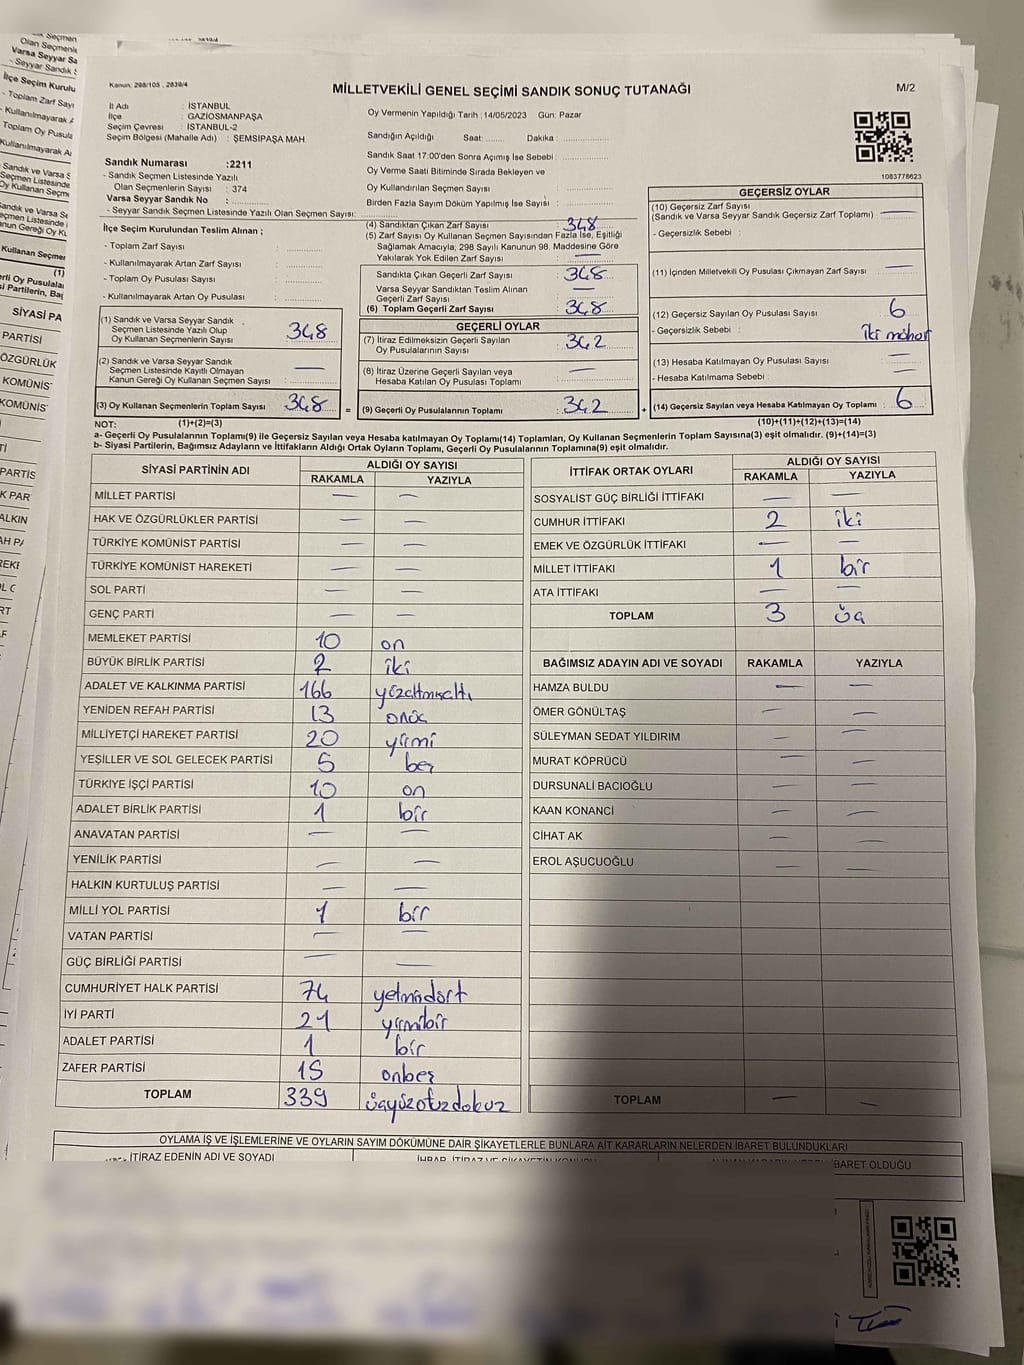 Kanun: 298/105 , 2839/4
MİLLETVEKİLİ GENEL SEÇİMİ SANDIK SONUÇ TUTANAĞI
M/2
İl Adı : İSTANBUL
İlçe : GAZİOSMANPAŞA
Seçim Çevresi : İSTANBUL-2
Seçim Bölgesi (Mahalle Adı) : ŞEMSİPAŞA MAH.
Oy Vermenin Yapıldığı Tarih : 14/05/2023 Gün: Pazar
Sandığın Açıldığı Saat: Dakika :
Sandık Saat 17:00'den Sonra Açılmış İse Sebebi :
Oy Verme Saati Bitiminde Sırada Bekleyen ve
Oy Kullandırılan Seçmen Sayısı :
Birden Fazla Sayım Döküm Yapılmış İse Sayısı :
1083778623
Sandık Numarası :2211
- Sandık Seçmen Listesinde Yazılı
Olan Seçmenlerin Sayısı : 374
Varsa Seyyar Sandık No :
- Seyyar Sandık Seçmen Listesinde Yazılı Olan Seçmen Sayısı:
İlçe Seçim Kurulundan Teslim Alınan ;
- Toplam Zarf Sayısı :
- Kullanılmayarak Artan Zarf Sayısı :
- Toplam Oy Pusulası Sayısı :
- Kullanılmayarak Artan Oy Pusulası :
(4) Sandıktan Çıkan Zarf Sayısı : 348
(5) Zarf Sayısı Oy Kullanan Seçmen Sayısından Fazla İse, Eşitliği
Sağlamak Amacıyla; 298 Sayılı Kanunun 98. Maddesine Göre
Yakılarak Yok Edilen Zarf Sayısı : —
Sandıkta Çıkan Geçerli Zarf Sayısı : 348
Varsa Seyyar Sandıktan Teslim Alınan
Geçerli Zarf Sayısı : —
(6) Toplam Geçerli Zarf Sayısı : 348
GEÇERLİ OYLAR
(7) İtiraz Edilmeksizin Geçerli Sayılan
Oy Pusulalarının Sayısı : 342
(8) İtiraz Üzerine Geçerli Sayılan veya
Hesaba Katılan Oy Pusulası Toplamı : —
(9) Geçerli Oy Pusulalarının Toplamı : 342
GEÇERSİZ OYLAR
(10) Geçersiz Zarf Sayısı
(Sandık ve Varsa Seyyar Sandık Geçersiz Zarf Toplamı) : —
- Geçersizlik Sebebi :
(11) İçinden Milletvekili Oy Pusulası Çıkmayan Zarf Sayısı : —
(12) Geçersiz Sayılan Oy Pusulası Sayısı : 6
- Geçersizlik Sebebi : İki
(13) Hesaba Katılmayan Oy Pusulası Sayısı : —
- Hesaba Katılmama Sebebi : —
(14) Geçersiz Sayılan veya Hesaba Katılmayan Oy Toplamı : 6
(1) Sandık ve Varsa Seyyar Sandık
Seçmen Listesinde Yazılı Olup
Oy Kullanan Seçmenlerin Sayısı : 348
(2) Sandık ve Varsa Seyyar Sandık
Seçmen Listesinde Kayıtlı Olmayan
Kanun Gereği Oy Kullanan Seçmen Sayısı : —
(3) Oy Kullanan Seçmenlerin Toplam Sayısı : 348 =
+
NOT: (1)+(2)=(3)
(10)+(11)+(12)+(13)=(14)
a- Geçerli Oy Pusulalarının Toplamı(9) ile Geçersiz Sayılan veya Hesaba katılmayan Oy Toplamı(14) Toplamları, Oy Kullanan Seçmenlerin Toplam Sayısına(3) eşit olmalıdır. (9)+(14)=(3)
b- Siyasi Partilerin, Bağımsız Adayların ve İttifakların Aldığı Ortak Oyların Toplamı, Geçerli Oy Pusulalarının Toplamına(9) eşit olmalıdır.
SİYASİ PARTİNİN ADI ALDIĞI OY SAYISI
RAKAMLA YAZIYLA
MİLLET PARTİSİ — —
HAK VE ÖZGÜRLÜKLER PARTİSİ — —
TÜRKİYE KOMÜNİST PARTİSİ — —
TÜRKİYE KOMÜNİST HAREKETİ — —
SOL PARTİ — —
GENÇ PARTİ — —
MEMLEKET PARTİSİ 10 on
BÜYÜK BİRLİK PARTİSİ 2 iki
ADALET VE KALKINMA PARTİSİ 166 yüzaltmışaltı
YENİDEN REFAH PARTİSİ 13 onüç
MİLLİYETÇİ HAREKET PARTİSİ 20 yirmi
YEŞİLLER VE SOL GELECEK PARTİSİ 5 beş
TÜRKİYE İŞÇİ PARTİSİ 10 on
ADALET BİRLİK PARTİSİ 1 bir
ANAVATAN PARTİSİ — —
YENİLİK PARTİSİ — —
HALKIN KURTULUŞ PARTİSİ — —
MİLLİ YOL PARTİSİ 1 bir
VATAN PARTİSİ — —
GÜÇ BİRLİĞİ PARTİSİ — —
CUMHURİYET HALK PARTİSİ 74 yetmişdört
İYİ PARTİ 21 yirmibir
ADALET PARTİSİ 1 bir
ZAFER PARTİSİ 15 onbeş
TOPLAM 339 üçyüzotuzdokuz
İTTİFAK ORTAK OYLARI ALDIĞI OY SAYISI
RAKAMLA YAZIYLA
SOSYALİST GÜÇ BİRLİĞİ İTTİFAKI — —
CUMHUR İTTİFAKI 2 iki
EMEK VE ÖZGÜRLÜK İTTİFAKI — —
MİLLET İTTİFAKI 1 bir
ATA İTTİFAKI — —
TOPLAM 3 üç
BAĞIMSIZ ADAYIN ADI VE SOYADI RAKAMLA YAZIYLA
HAMZA BULDU — —
ÖMER GÖNÜLTAŞ — —
SÜLEYMAN SEDAT YILDIRIM — —
MURAT KÖPRÜCÜ — —
DURSUNALİ BACIOĞLU — —
KAAN KONANCİ — —
CİHAT AK — —
EROL AŞUCUOĞLU — —
TOPLAM — —
OYLAMA İŞ VE İŞLEMLERİNE VE OYLARIN SAYIM DÖKÜMÜNE DAİR ŞİKAYETLERLE BUNLARA AİT KARARLARIN NELERDEN İBARET BULUNDUKLARI
İTİRAZ EDENİN ADI VE SOYADI
İBARET OLDUĞU